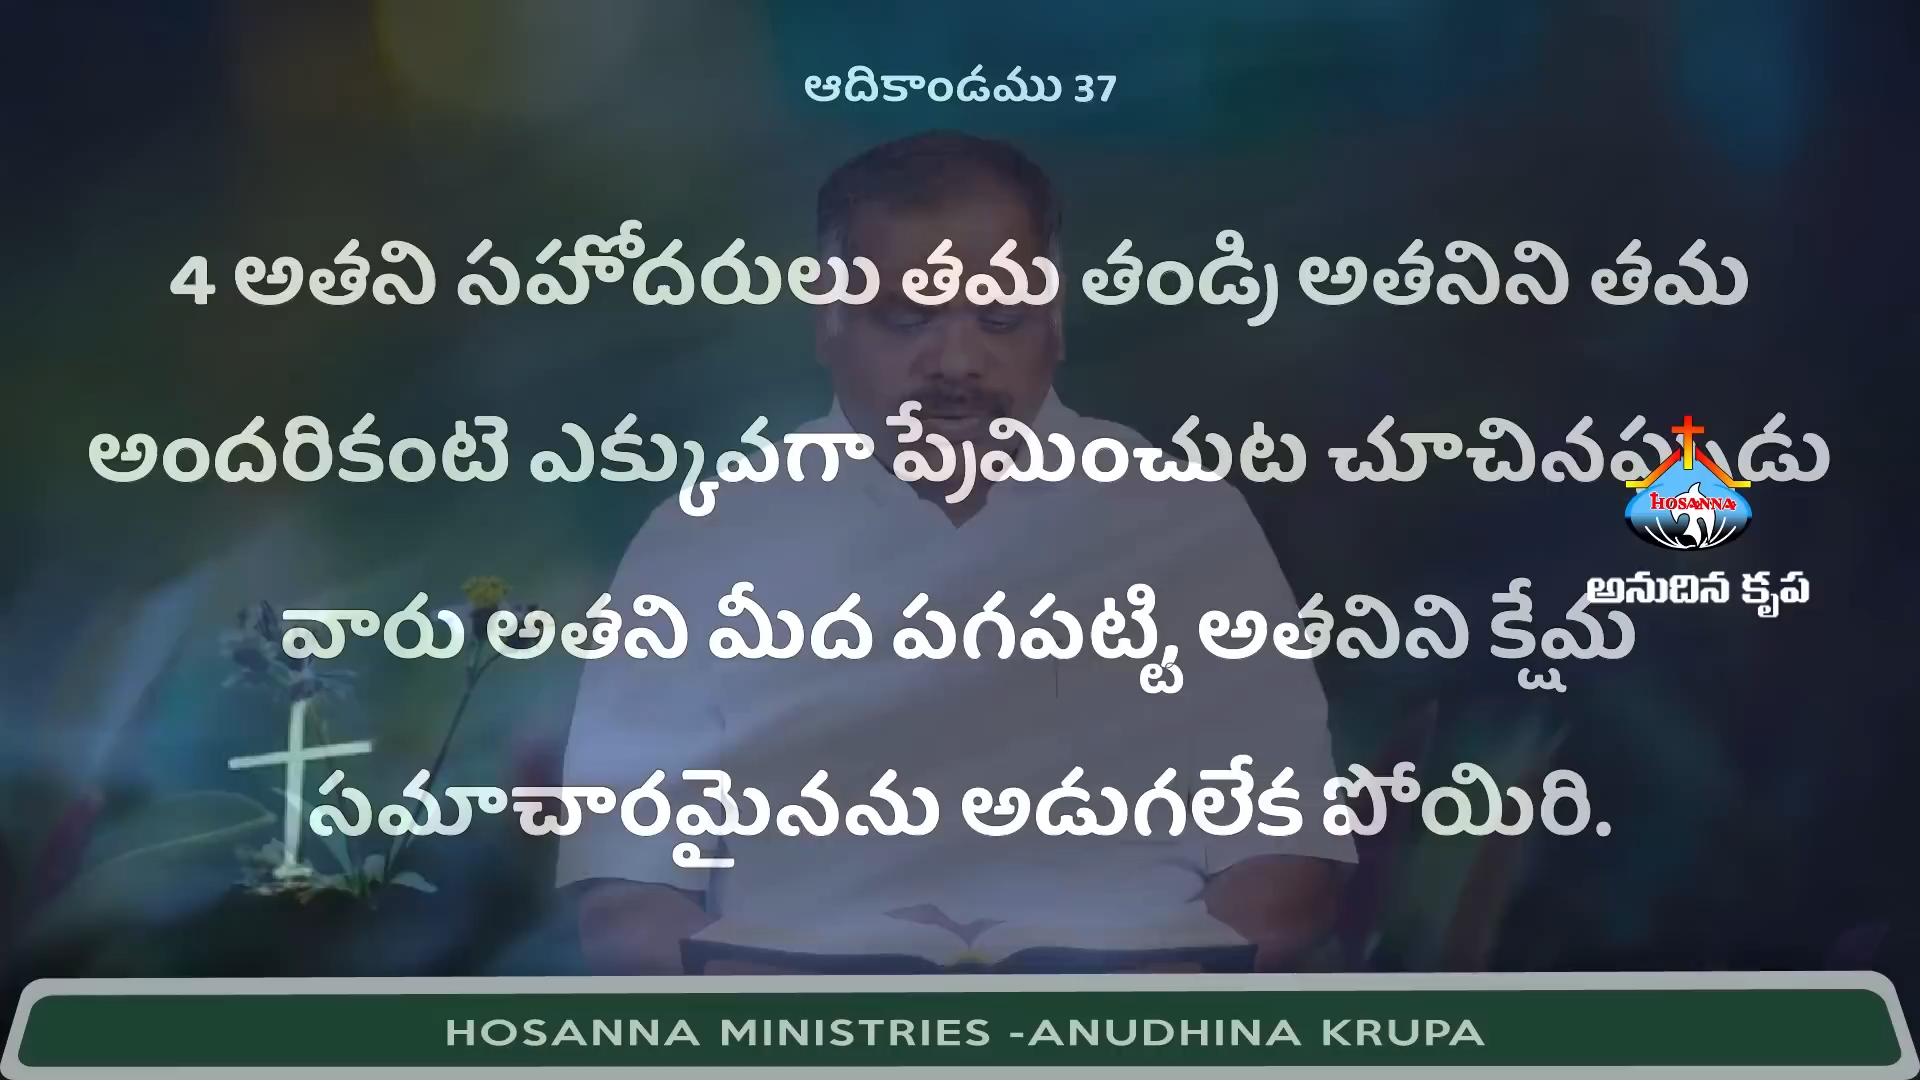 ఆదికాండము 37
4 అతని సహోదరులు తమ తండ్రి అతనిని తమ
అందరికంటె ఎక్కువగా ప్రేమించుట చూచినప్పుడు
వారు అతని మీద పగపట్టి, అతనిని క్షేమ
సమాచారమైనను అడుగలేక పోయిరి.
HOSANNA
అనుదిన కృప
HOSANNA MINISTRIES -ANUDHINA KRUPA